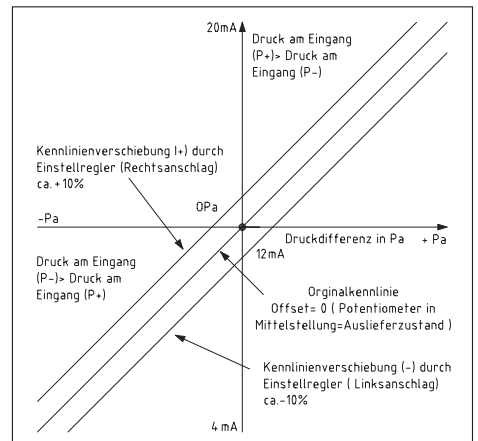 20mA
Druck am Eingang
(P+)> Druck am
Eingang (P-)
Kennlinienverschiebung (+) durch
Einstellregler (Rechtsanschlag)
ca.+10%
0Pa
-Pa
Druckdifferenz in Pa + Pa
12mA
Druck am Eingang
(P-)> Druck am
Eingang (P+)
Orginalkennlinie
Offset= 0 ( Potentiometer in
Mittelstellung=Auslieferzustand )
Kennlinienverschiebung (-) durch
Einstellregler ( Linksanschlag)
ca.-10%
4 mA